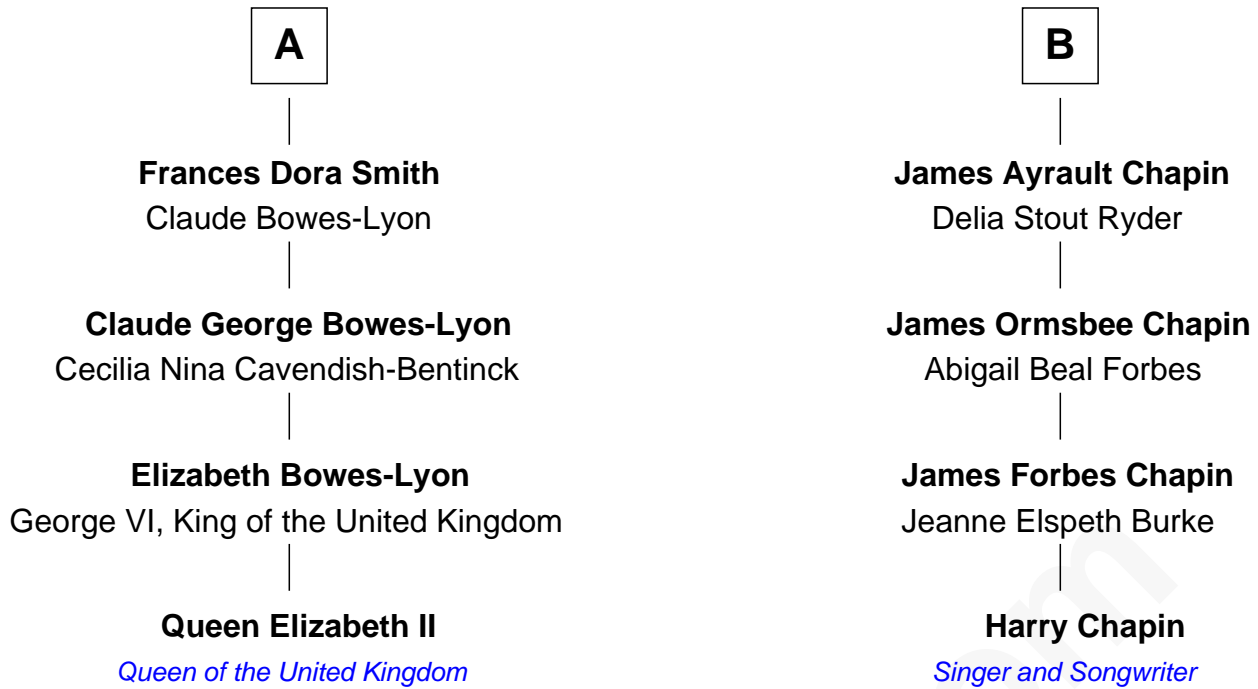 A
Frances Dora Smith
Claude Bowes-Lyon
Claude George Bowes-Lyon
Cecilia Nina Cavendish-Bentinck
Elizabeth Bowes-Lyon
George VI, King of the United Kingdom
Queen Elizabeth II
Queen of the United Kingdom
B
James Ayrault Chapin
Delia Stout Ryder
James Ormsbee Chapin
Abigail Beal Forbes
James Forbes Chapin
Jeanne Elspeth Burke
Harry Chapin
Singer and Songwriter